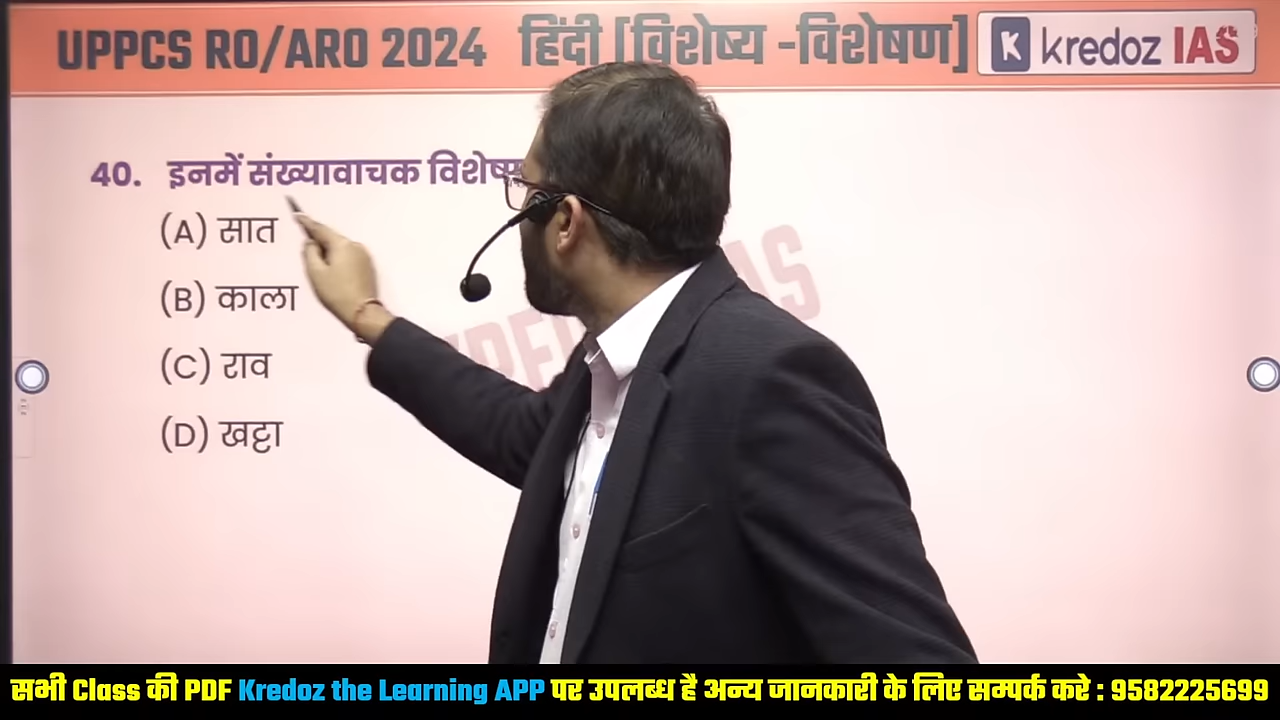 UPPCS RO/ARO 2024 हिंदी [विशेष्य -विशेषण]
kredoz IAS
40. इनमें संख्यावाचक
(A) सात
(B) काला
(C) राव
(D) खट्टा
सभी Class की PDF Kredoz the Learning APP पर उपलब्ध है अन्य जानकारी के लिए सम्पर्क करे : 9582225699